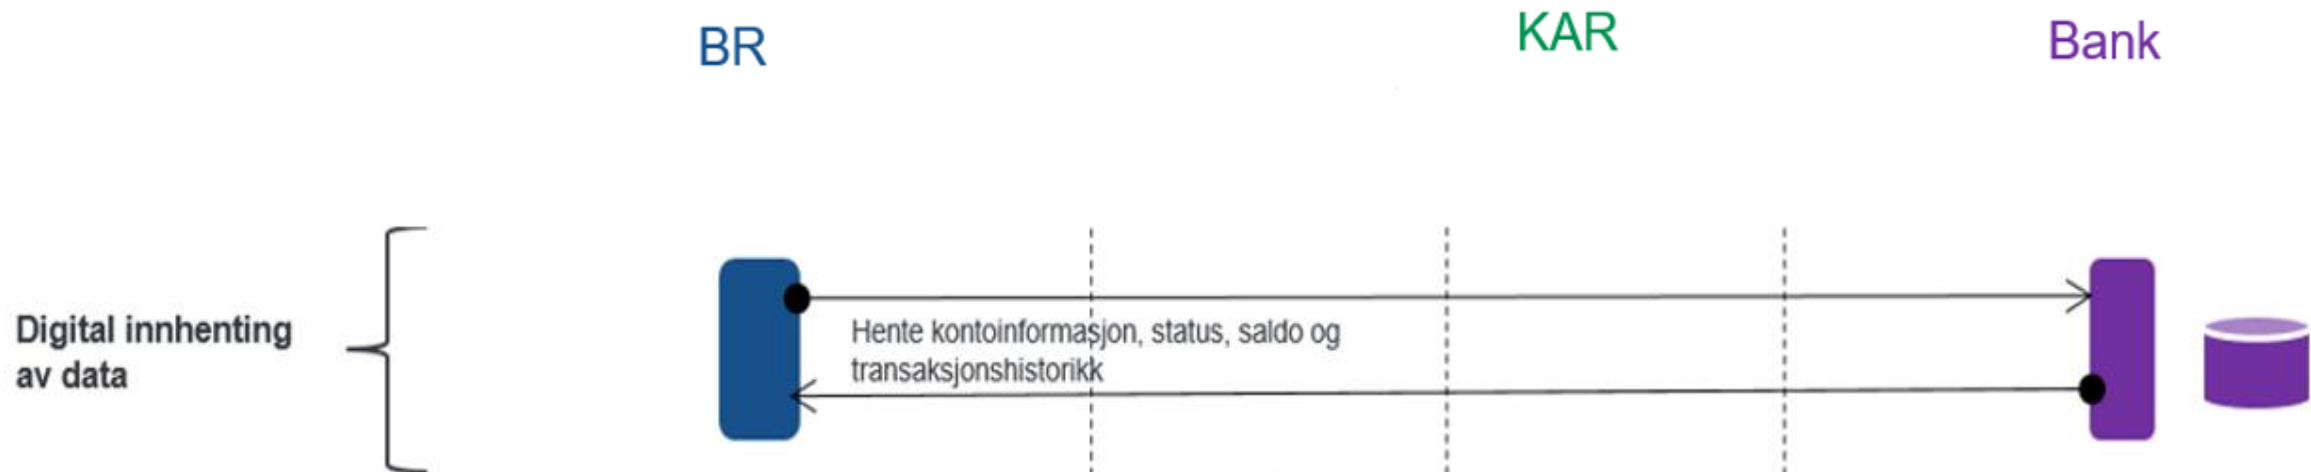 BR
KAR
Bank
Digital innhenting
av data
Hente kontoinformasjon, status, saldo og
transaksjonshistorikk